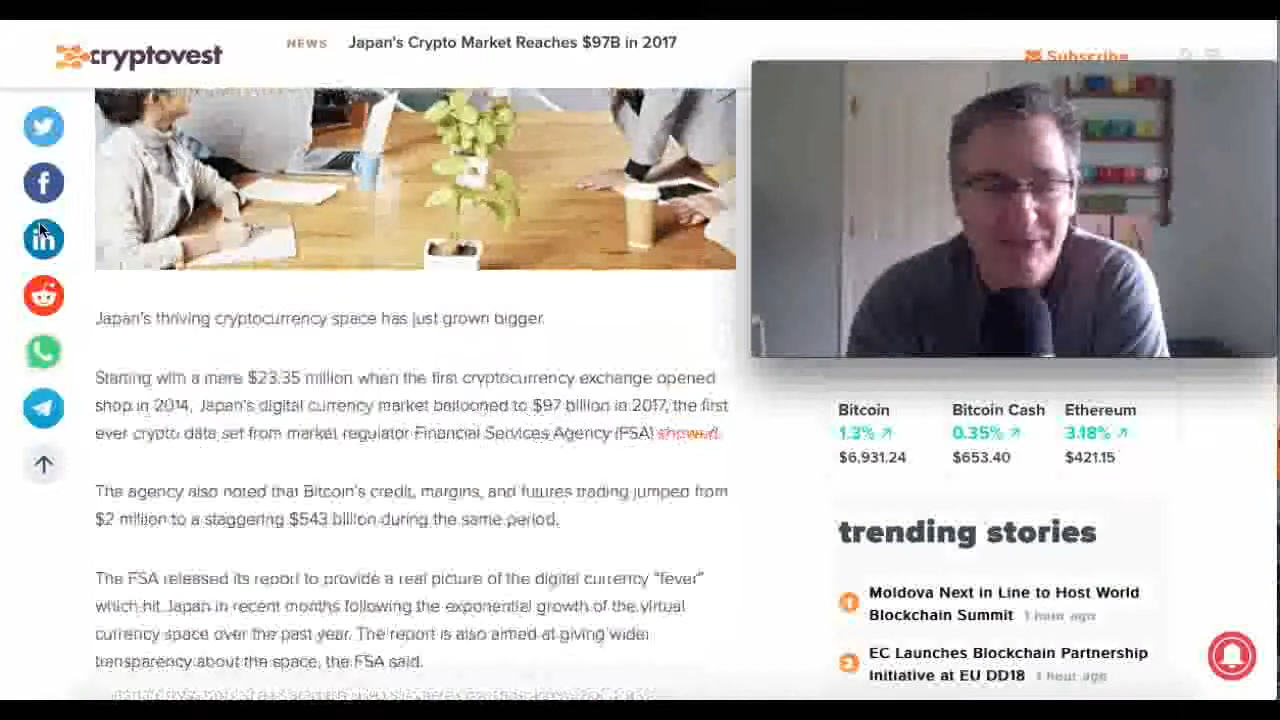 cryptovest
NEWS Japan's Crypto Market Reaches $97B in 2017
Subscribe
Japan's thriving cryptocurrency space has just grown bigger.
Starting with a mere $23.35 million when the first cryptocurrency exchange opened
shop in 2014, Japan's digital currency market ballooned to $97 billion in 2017, the first
ever crypto data set from market regulator Financial Services Agency (FSA) showed.
The agency also noted that Bitcoin's credit, margins, and futures trading jumped from
$2 million to a staggering $543 billion during the same period.
The FSA released its report to provide a real picture of the digital currency "fever"
which hit Japan in recent months following the exponential growth of the virtual
currency space over the past year. The report is also aimed at giving wider
transparency about the space, the FSA said.
Bitcoin Bitcoin Cash Ethereum
1.3% 0.35% 3.18%
$6,931.24 $653.40 $421.15
trending stories
1 Moldova Next in Line to Host World
Blockchain Summit 1 hour ago
2 EC Launches Blockchain Partnership
Initiative at EU DD18 1 hour ago